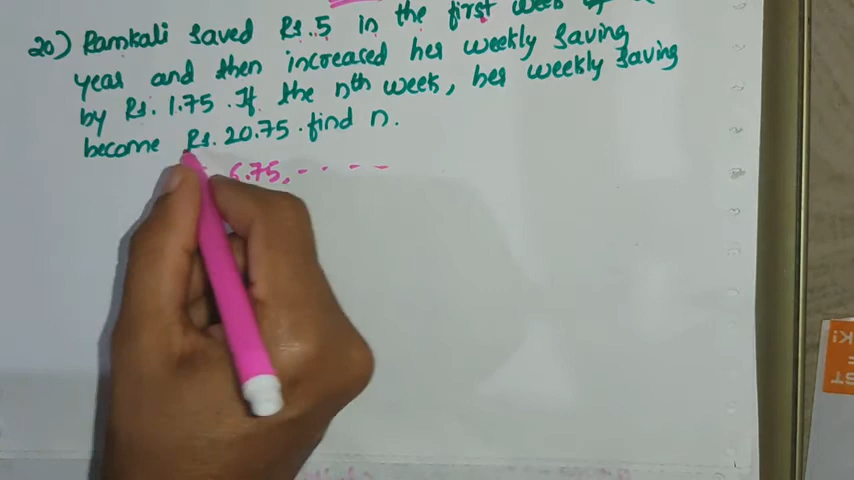 20) Ramkali saved Rs. 5 in the first week
year and then increased her weekly saving
by Rs. 1.75. If the nth week, her weekly saving
become Rs. 20.75. find n.
6.75, - - - -